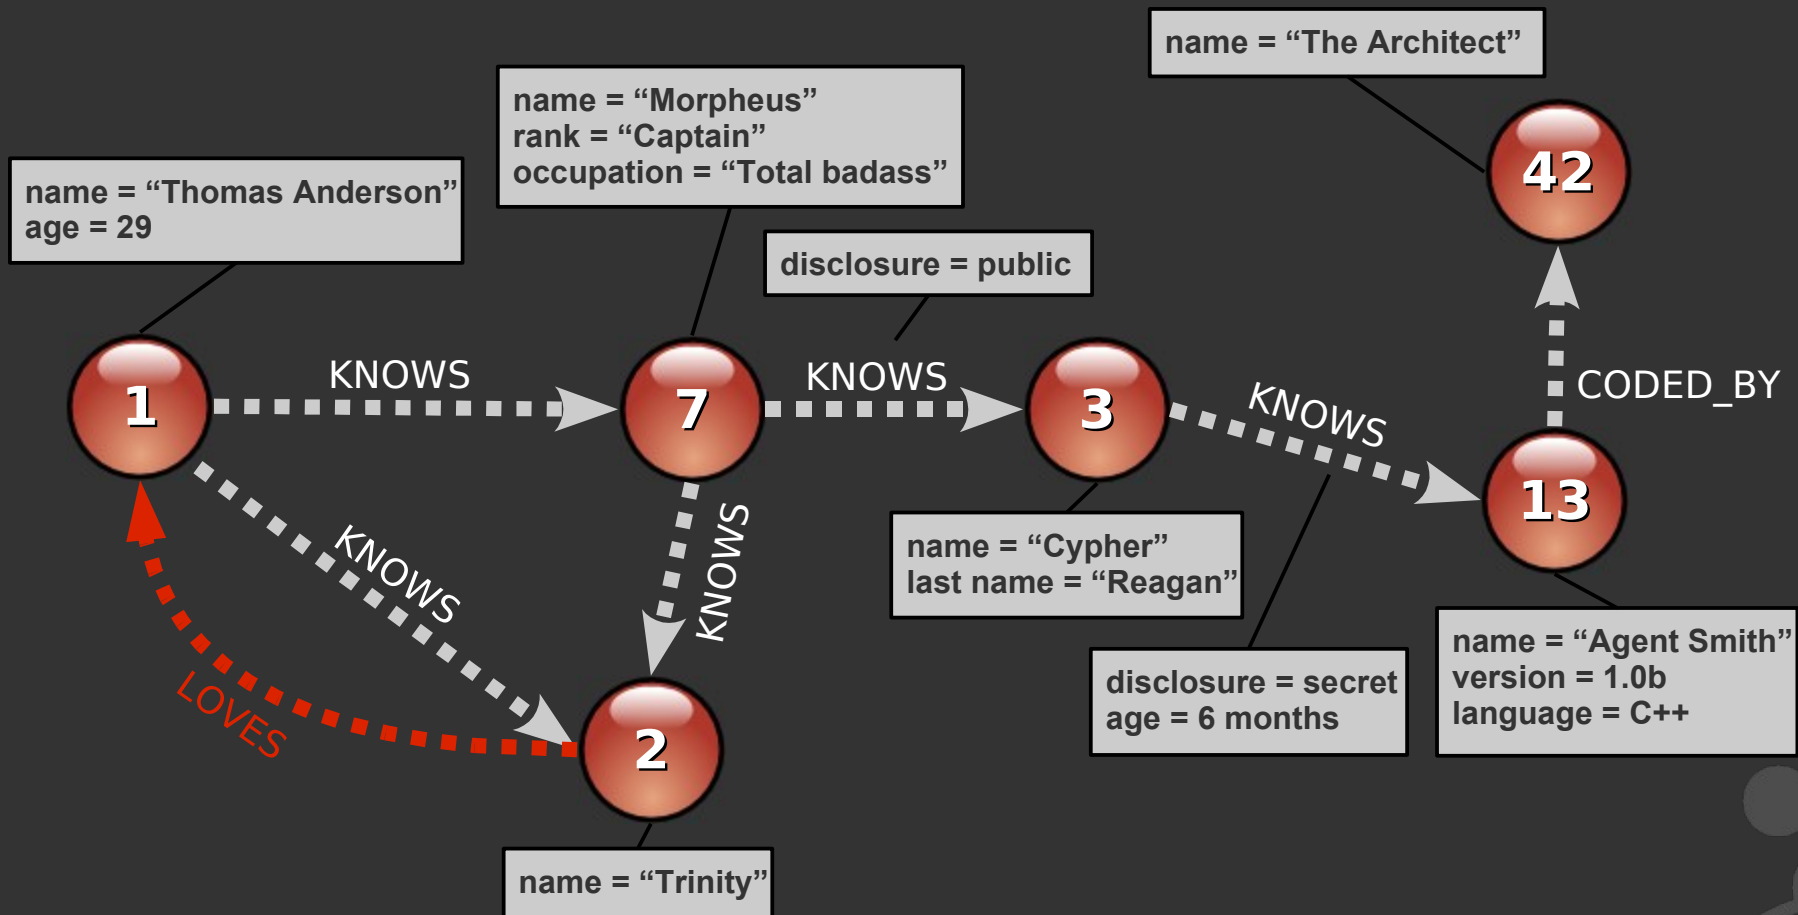 name = “The Architect”
name = “Morpheus”
rank = “Captain”
occupation = “Total badass”
42
name = “Thomas Anderson”
age = 29
disclosure = public
KNOWS
KNOWS
CODED_BY
1
7
3
KNOWS
13
KNOWS
KNOWS
name = “Cypher”
last name = “Reagan”
name = “Agent Smith”
version = 1.0b
language = C++
disclosure = secret
age = 6 months
LOVES
2
name = “Trinity”